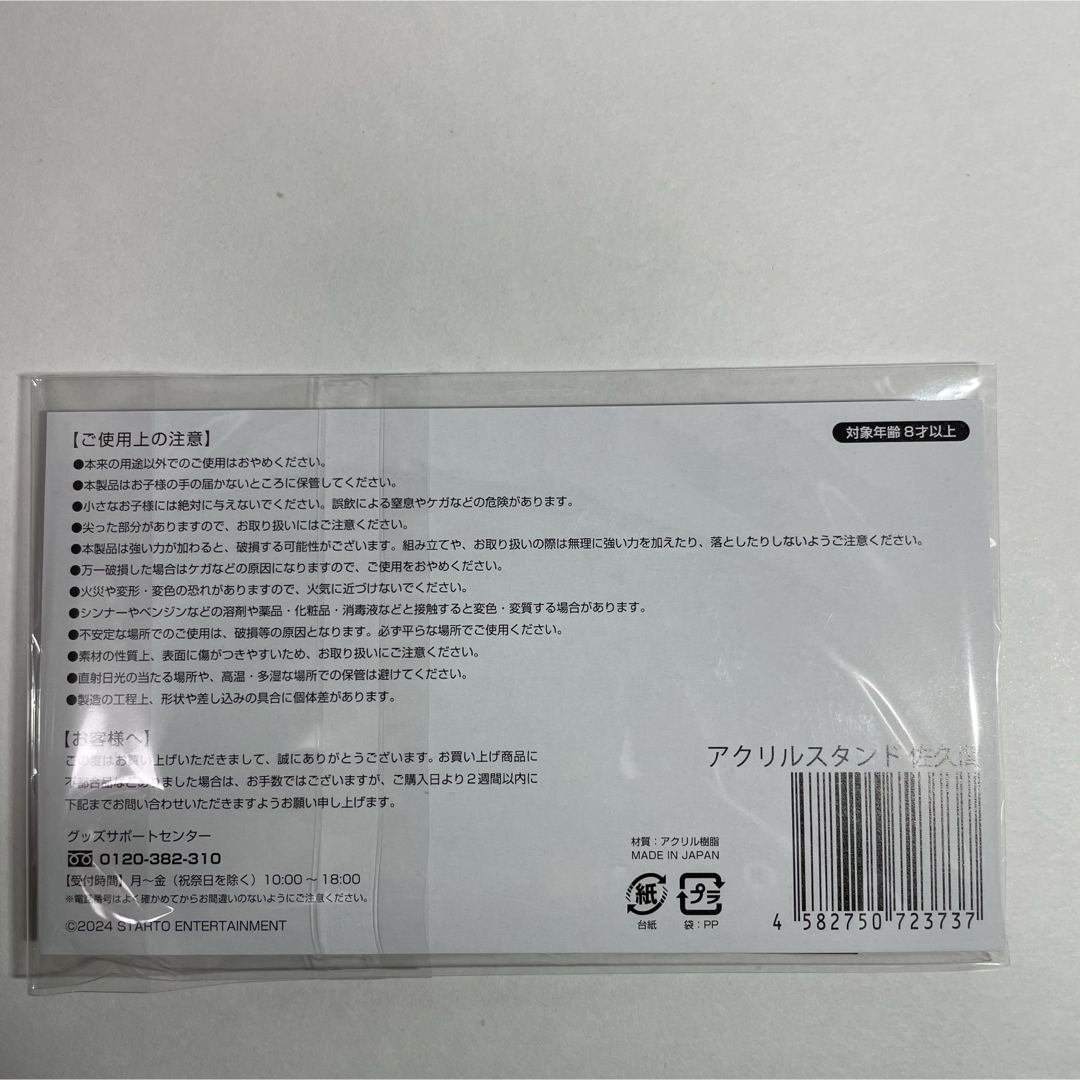 【ご使用上の注意】
対象年齢 8才以上
●本来の用途以外でのご使用はおやめください。
●本製品はお子様の手の届かないところに保管してください。
●小さなお子様には絶対に与えないでください。誤飲による窒息やケガなどの危険があります。
●尖った部分がありますので、お取り扱いにはご注意ください。
●本製品は強い力が加わると、破損する可能性がございます。組み立てや、お取り扱いの際は無理に強い力を加えたり、落としたりしないようご注意ください。
●万一破損した場合はケガなどの原因になりますので、ご使用をおやめください。
●火災や変形・変色の恐れがありますので、火気に近づけないでください。
●シンナーやベンジンなどの溶剤や薬品・化粧品・消毒液などと接触すると変色・変質する場合があります。
●不安定な場所でのご使用は、破損等の原因となります。必ず平らな場所でご使用ください。
●素材の性質上、表面に傷がつきやすいため、お取り扱いにご注意ください。
●直射日光の当たる場所や、高温・多湿な場所での保管は避けてください。
●製造の工程上、形状や差し込みの具合に個体差があります。
【お客様へ】
この度はお買い上げいただきまして、誠にありがとうございます。お買い上げ商品に
不都合品などありました場合は、お手数ではございますが、ご購入日より2週間以内に
下記までお問い合わせいただきますようお願い申し上げます。
グッズサポートセンター
0120-382-310
【受付時間】月～金（祝祭日を除く）10:00～18:00
※電話番号はよく確かめてからお間違いのないようにご注意ください。
©2024 STARTO ENTERTAINMENT
アクリルスタンド 佐久間
材質：アクリル樹脂
MADE IN JAPAN
紙 プラ
台紙 袋：PP
4 582750 723737